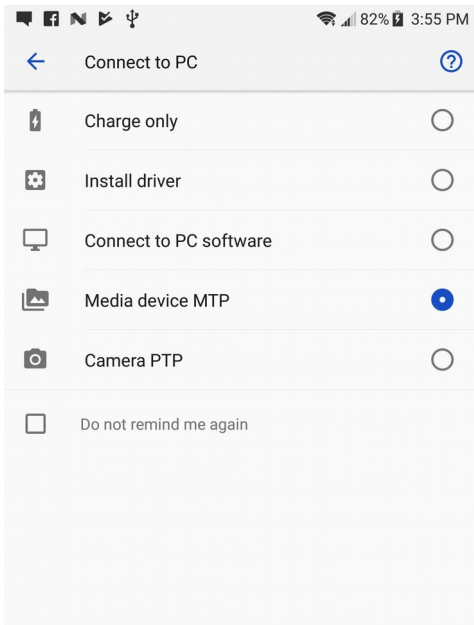 82% 3:55 PM
Connect to PC
Charge only
Install driver
Connect to PC software
Media device MTP
Camera PTP
Do not remind me again